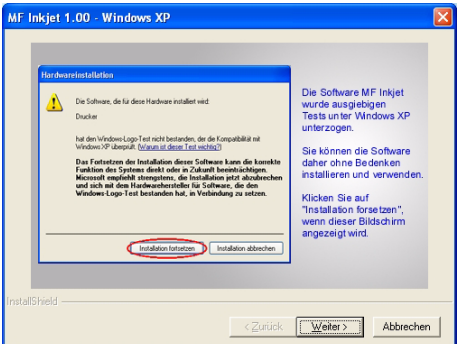 MF Inkjet 1.00 - Windows XP
Hardwareinstallation
Die Software, die für diese Hardware installiert wird:
Drucker
hat den Windows-Logo-Test nicht bestanden, der die Kompatibilität mit
Windows XP überprüft. (Warum ist dieser Test wichtig?)
Das Fortsetzen der Installation dieser Software kann die korrekte
Funktion des Systems direkt oder in Zukunft beeinträchtigen.
Microsoft empfiehlt strengstens, die Installation jetzt abzubrechen
und sich mit dem Hardwarehersteller für Software, die den
Windows-Logo-Test bestanden hat, in Verbindung zu setzen.
Installation fortsetzen
Installation abbrechen
Die Software MF Inkjet
wurde ausgiebigen
Tests unter Windows XP
unterzogen.
Sie können die Software
daher ohne Bedenken
installieren und verwenden.
Klicken Sie auf
"Installation forsetzen",
wenn dieser Bildschirm
angezeigt wird.
InstallShield
< Zurück
Weiter >
Abbrechen